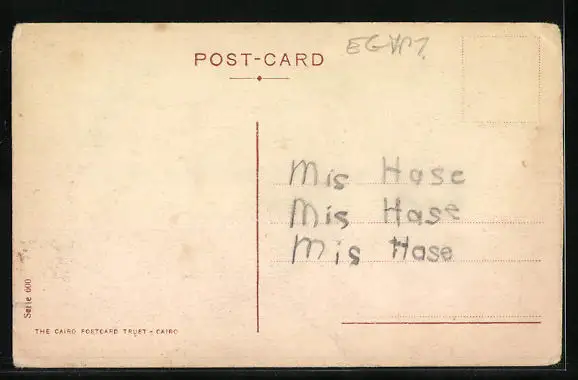 POST-CARD
EGYPT
Mis Hase
Mis Hase
Mis Hase
Serie 600
THE CAIRO POSTCARD TRUST - CAIRO